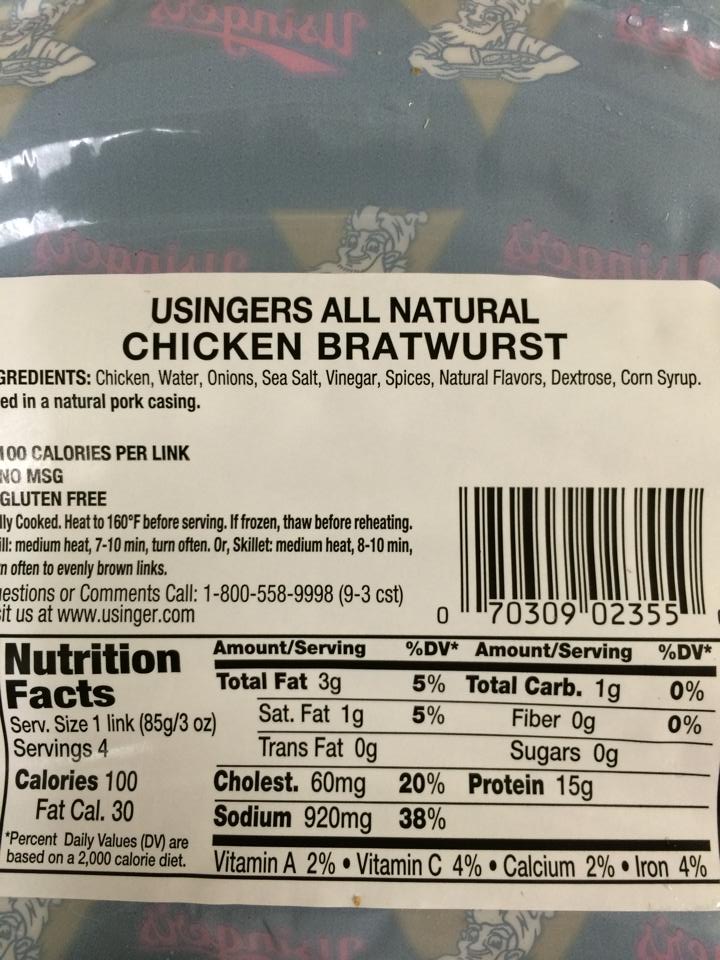 Usinger's
USINGERS ALL NATURAL
CHICKEN BRATWURST
GREDIENTS: Chicken, Water, Onions, Sea Salt, Vinegar, Spices, Natural Flavors, Dextrose, Corn Syrup.
ed in a natural pork casing.
100 CALORIES PER LINK
NO MSG
GLUTEN FREE
lly Cooked. Heat to 160°F before serving. If frozen, thaw before reheating.
ill: medium heat, 7-10 min, turn often. Or, Skillet: medium heat, 8-10 min,
n often to evenly brown links.
estions or Comments Call: 1-800-558-9998 (9-3 cst)
sit us at www.usinger.com
0 70309 02355
Nutrition
Facts
Serv. Size 1 link (85g/3 oz)
Servings 4
Calories 100
Fat Cal. 30
*Percent Daily Values (DV) are
based on a 2,000 calorie diet.
Amount/Serving %DV* Amount/Serving %DV*
Total Fat 3g 5% Total Carb. 1g 0%
Sat. Fat 1g 5% Fiber 0g 0%
Trans Fat 0g Sugars 0g
Cholest. 60mg 20% Protein 15g
Sodium 920mg 38%
Vitamin A 2% • Vitamin C 4% • Calcium 2% • Iron 4%